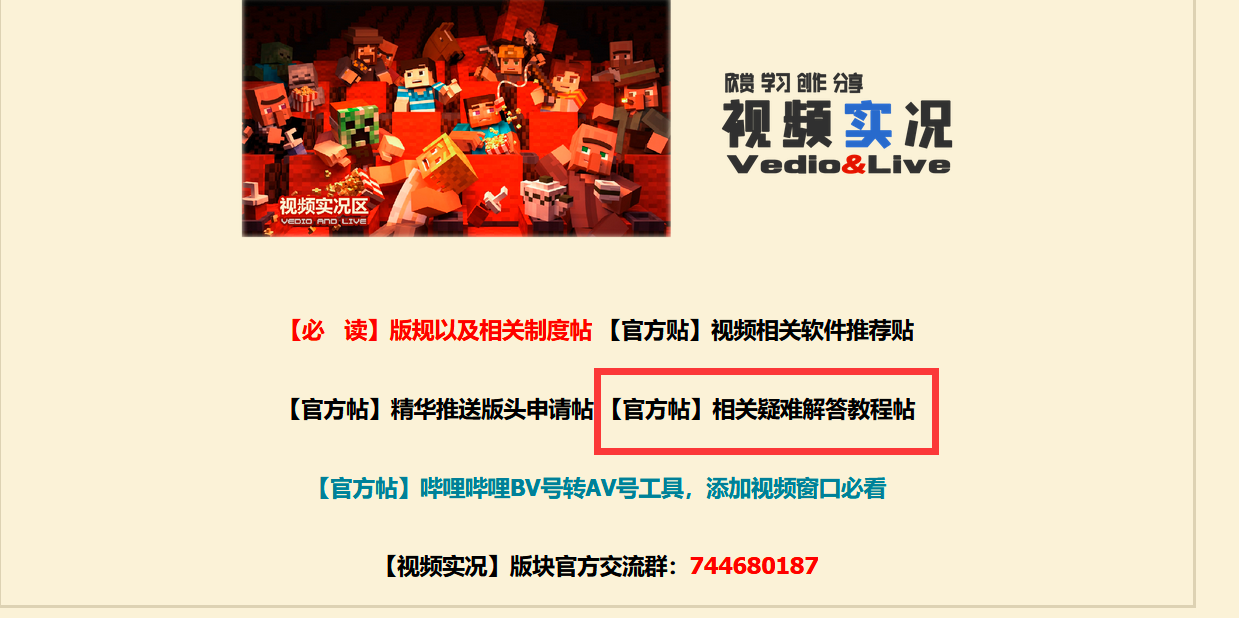 欣赏 学习 创作 分享
视频实况
Vedio&Live
视频实况区
VEDIO AND LIVE
【必　读】版规以及相关制度帖 【官方贴】视频相关软件推荐贴
【官方帖】精华推送版头申请帖 【官方帖】相关疑难解答教程帖
【官方帖】哔哩哔哩BV号转AV号工具，添加视频窗口必看
【视频实况】版块官方交流群：744680187